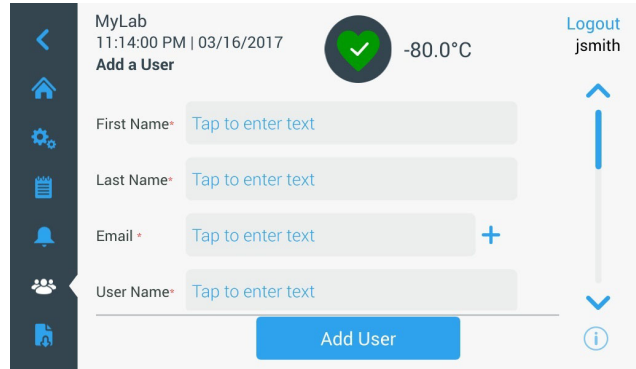 MyLab
11:14:00 PM | 03/16/2017
Add a User
-80.0°C
Logout
jsmith
First Name* Tap to enter text
Last Name* Tap to enter text
Email * Tap to enter text
User Name* Tap to enter text
Add User